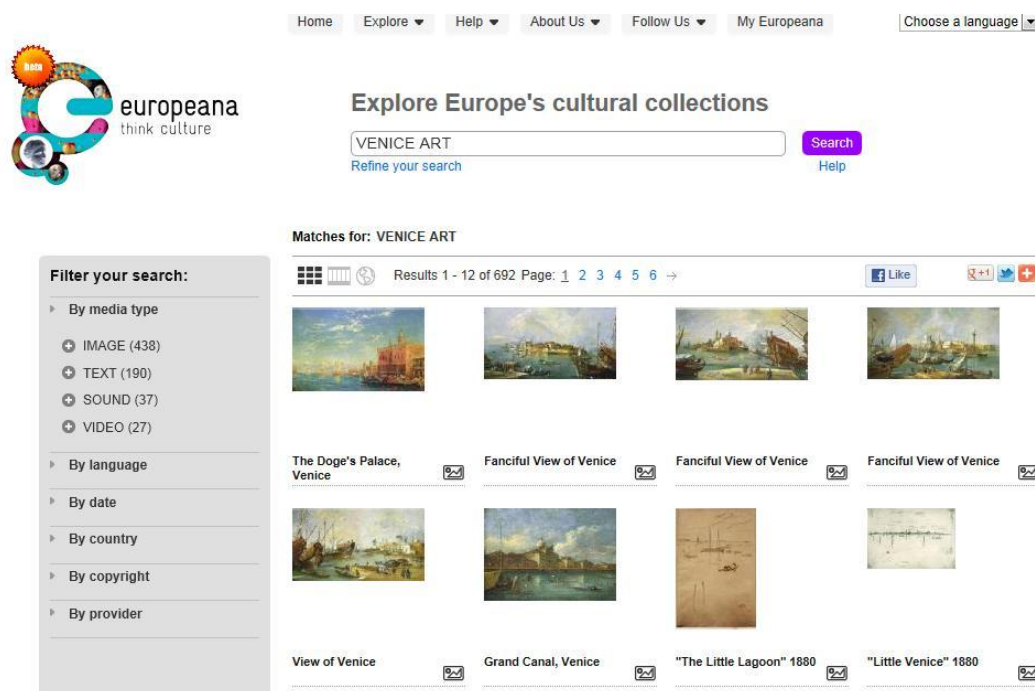 Home Explore Help About Us Follow Us My Europeana Choose a language
beta
europeana
think culture
Explore Europe's cultural collections
VENICE ART
Search
Refine your search
Help
Matches for: VENICE ART
Filter your search:
Results 1 - 12 of 692 Page: 1 2 3 4 5 6 →
Like
+1
By media type
IMAGE (438)
TEXT (190)
SOUND (37)
VIDEO (27)
By language
By date
By country
By copyright
By provider
The Doge's Palace,
Venice
Fanciful View of Venice
Fanciful View of Venice
Fanciful View of Venice
View of Venice
Grand Canal, Venice
"The Little Lagoon" 1880
"Little Venice" 1880